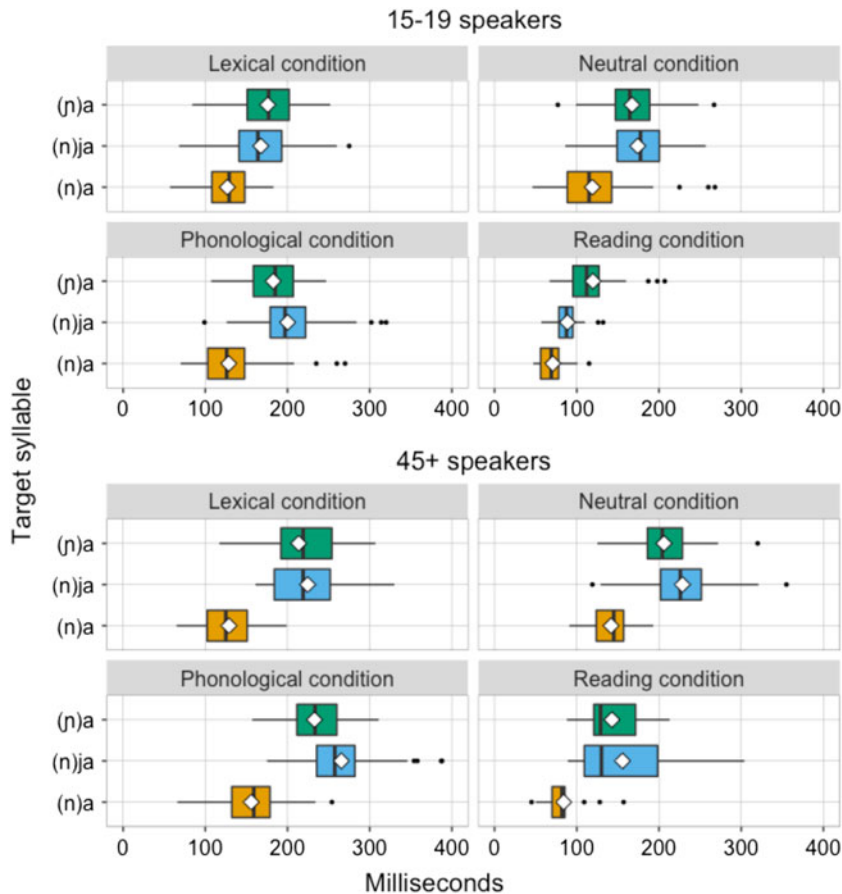 15-19 speakers
Lexical condition
Neutral condition
(ɲ)a
(n)ja
(n)a
Phonological condition
Reading condition
(ɲ)a
(n)ja
(n)a
0 100 200 300 400 0 100 200 300 400
Target syllable
45+ speakers
Lexical condition
Neutral condition
(ɲ)a
(n)ja
(n)a
Phonological condition
Reading condition
(ɲ)a
(n)ja
(n)a
0 100 200 300 400 0 100 200 300 400
Milliseconds